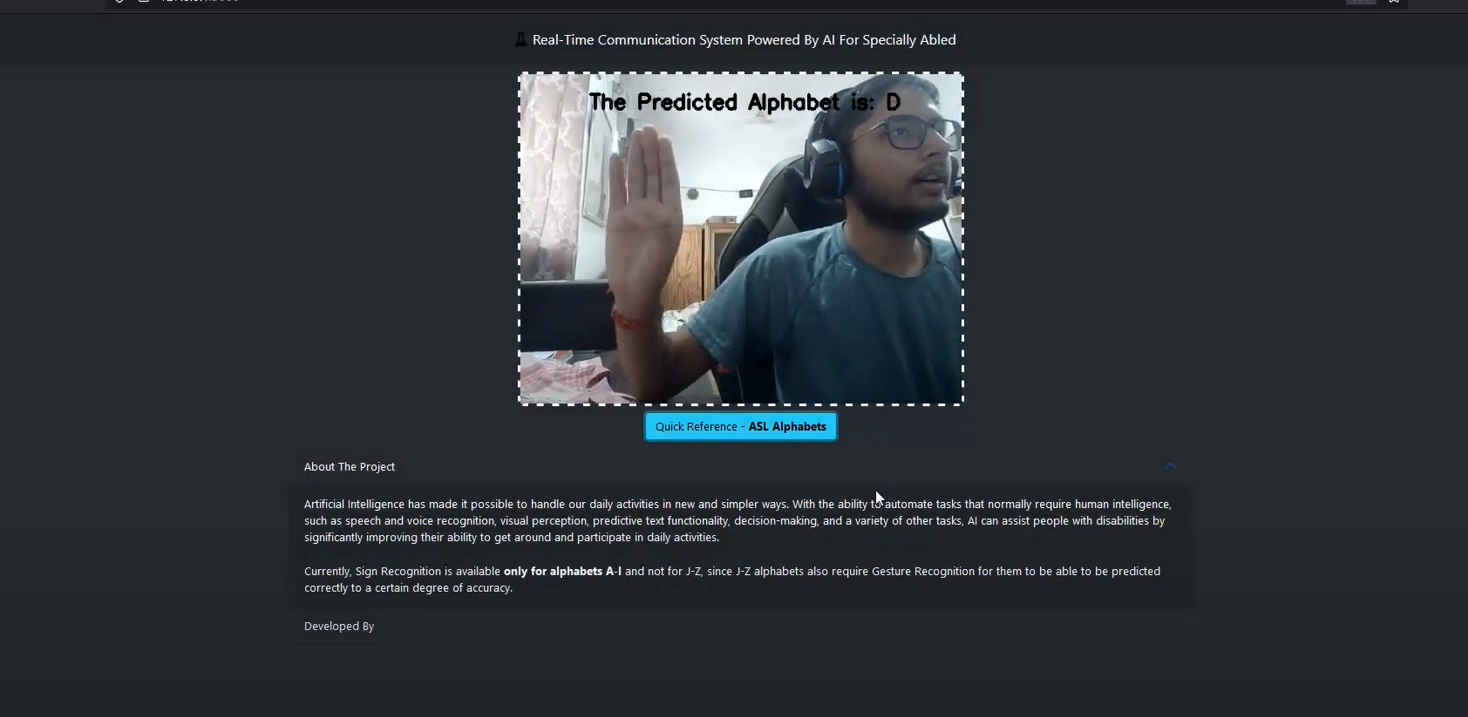 Real-Time Communication System Powered By AI For Specially Abled
The Predicted Alphabet is: D
Quick Reference - ASL Alphabets
About The Project
Artificial Intelligence has made it possible to handle our daily activities in new and simpler ways. With the ability to automate tasks that normally require human intelligence,
such as speech and voice recognition, visual perception, predictive text functionality, decision-making, and a variety of other tasks, AI can assist people with disabilities by
significantly improving their ability to get around and participate in daily activities.
Currently, Sign Recognition is available only for alphabets A-I and not for J-Z, since J-Z alphabets also require Gesture Recognition for them to be able to be predicted
correctly to a certain degree of accuracy.
Developed By